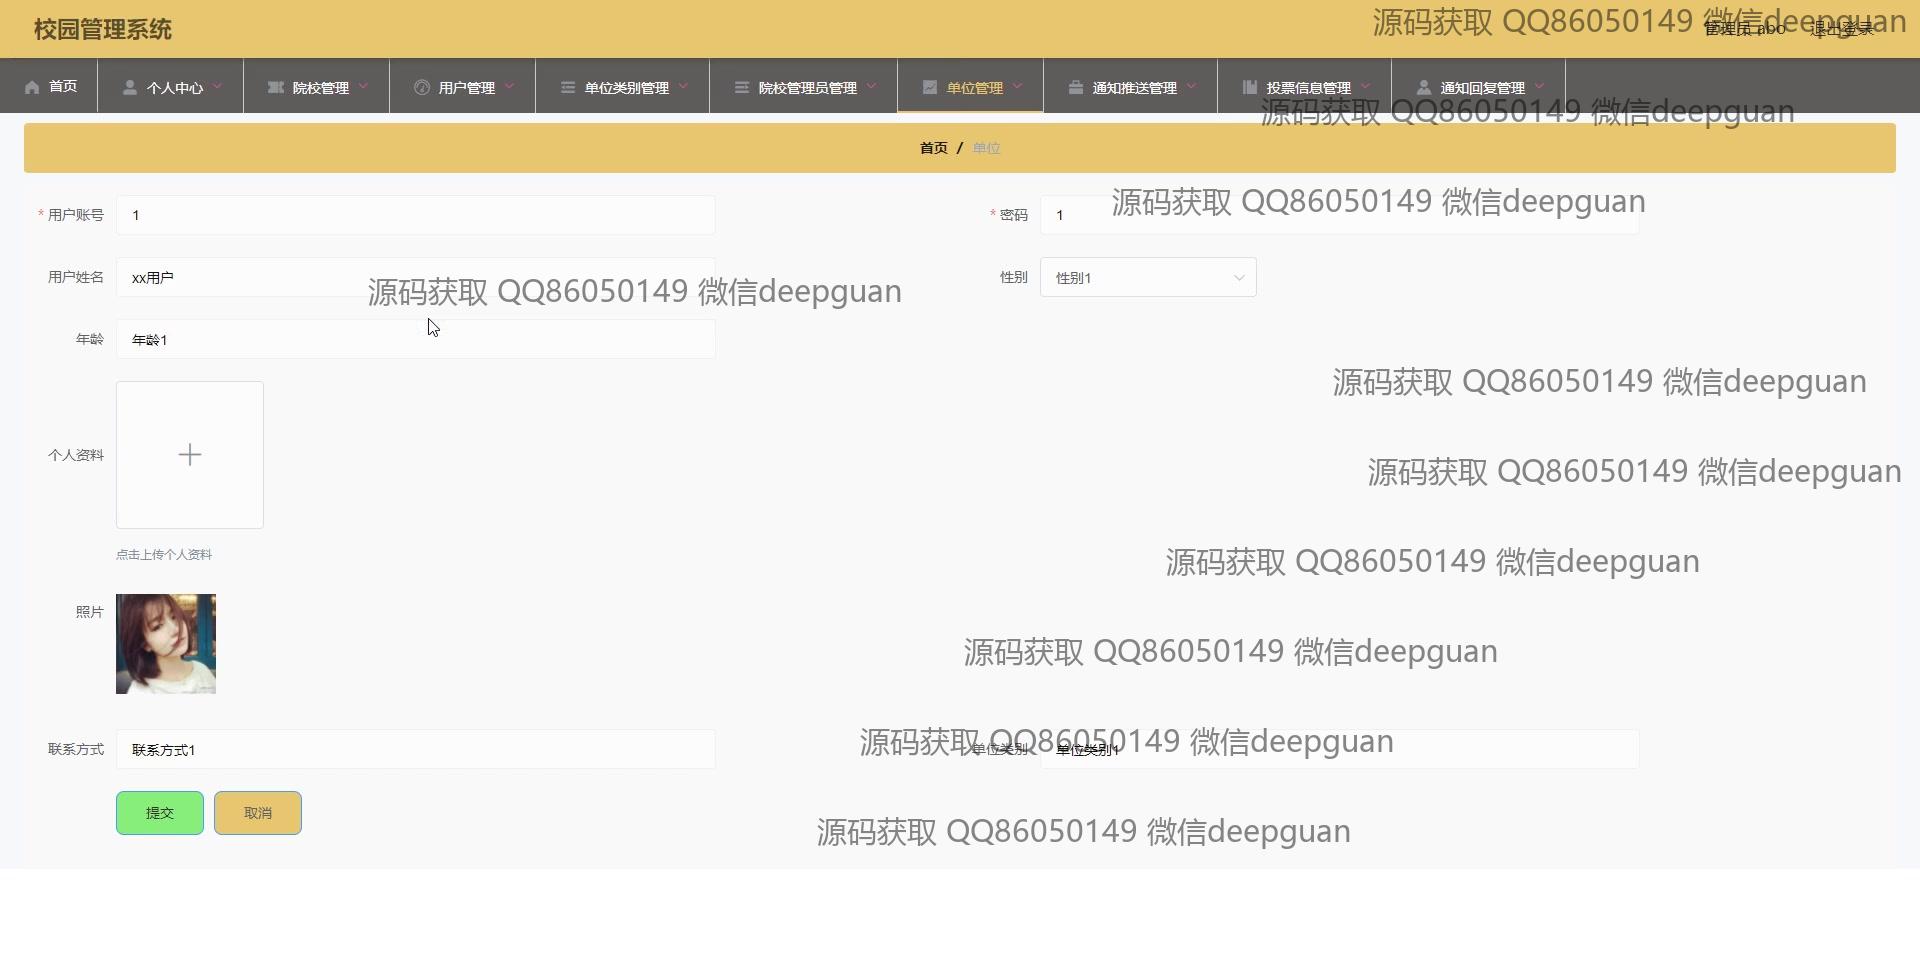 校园管理系统
源码获取 QQ86050149 微信deepguan
管理员 abo 退出登录
首页 个人中心 院校管理 用户管理 单位类别管理 院校管理员管理 单位管理 通知推送管理 投票信息管理 通知回复管理
源码获取 QQ86050149 微信deepguan
首页 / 单位
源码获取 QQ86050149 微信deepguan
* 用户账号 1 * 密码 1
用户姓名 xx用户 性别 性别1
源码获取 QQ86050149 微信deepguan
年龄 年龄1
源码获取 QQ86050149 微信deepguan
个人资料
源码获取 QQ86050149 微信deepguan
点击上传个人资料
源码获取 QQ86050149 微信deepguan
照片
源码获取 QQ86050149 微信deepguan
源码获取 QQ86050149 微信deepguan
联系方式 联系方式1 单位类别 单位类别1
提交 取消
源码获取 QQ86050149 微信deepguan